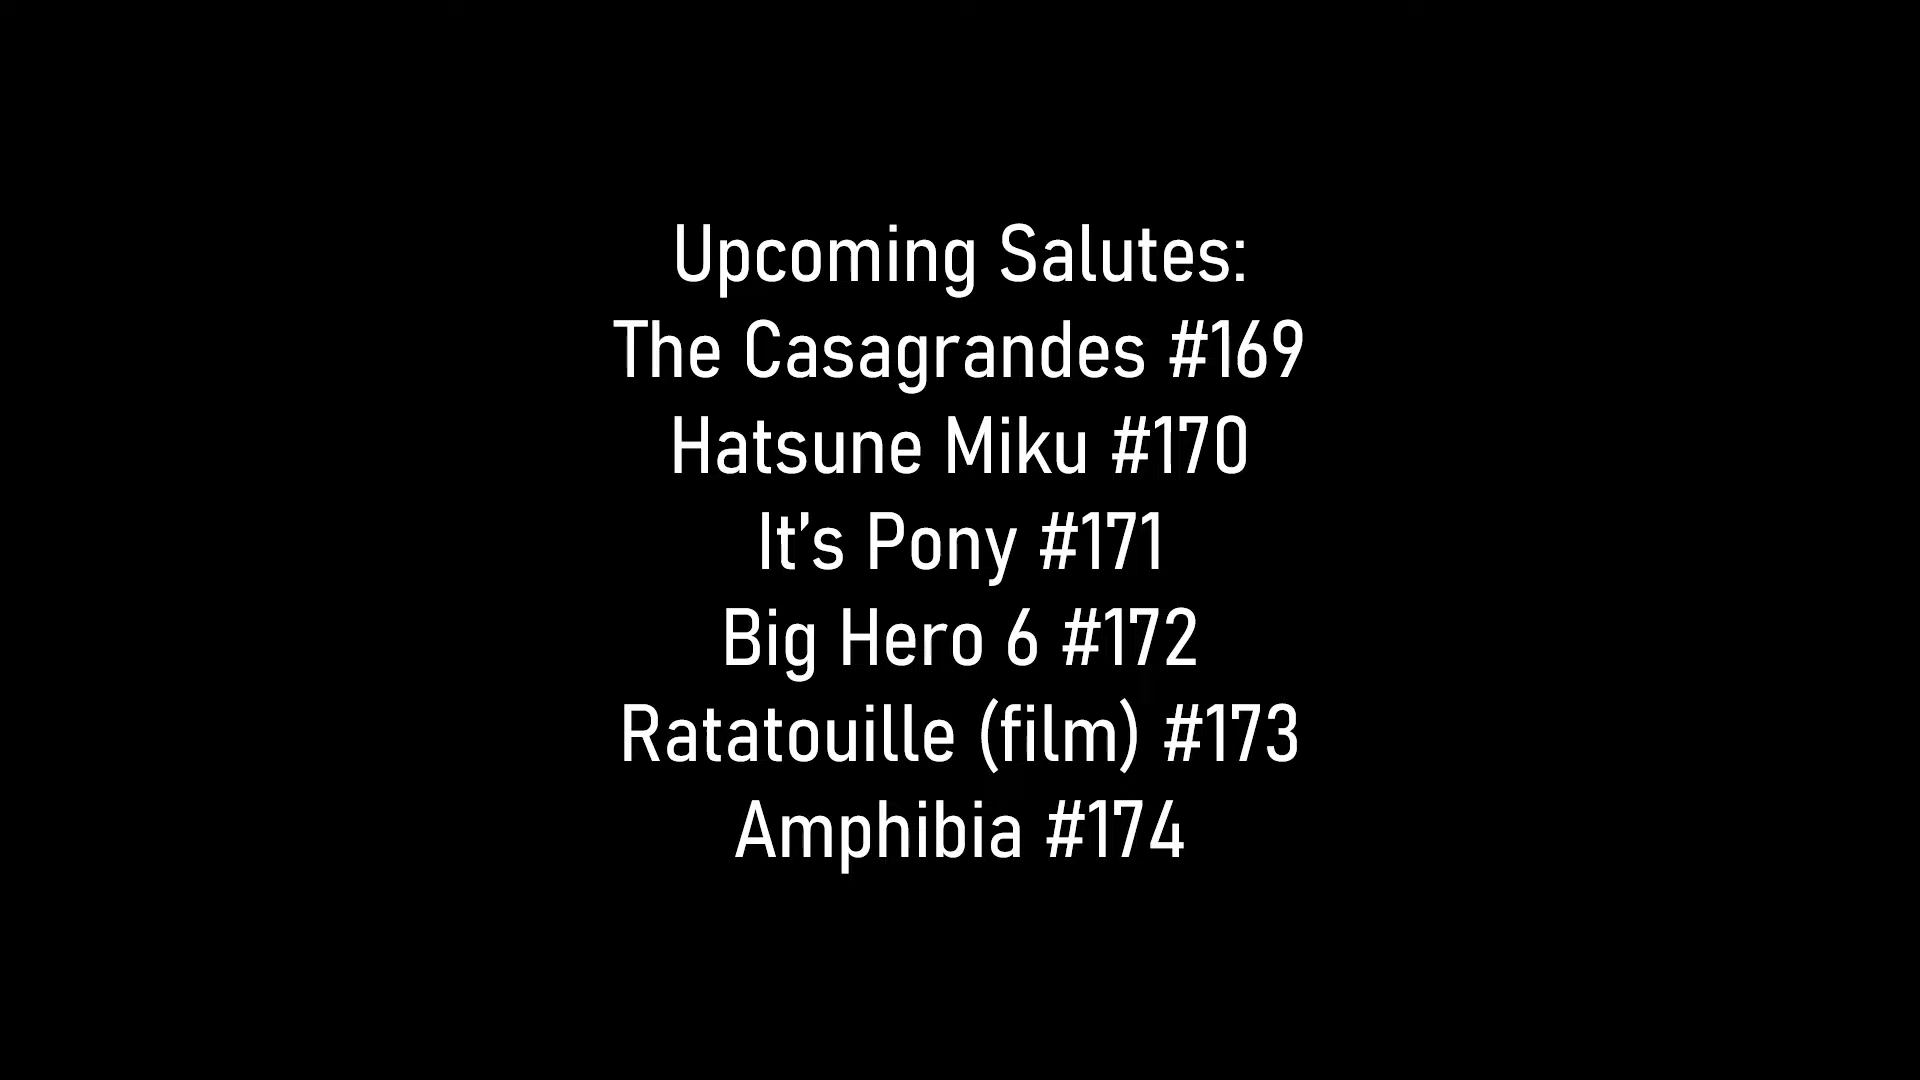 Upcoming Salutes:
The Casagrandes #169
Hatsune Miku #170
It’s Pony #171
Big Hero 6 #172
Ratatouille (film) #173
Amphibia #174